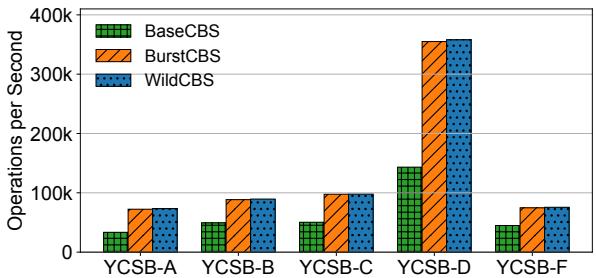 Operations per Second
400k
300k
200k
100k
0
BaseCBS
BurstCBS
WildCBS
YCSB-A YCSB-B YCSB-C YCSB-D YCSB-F